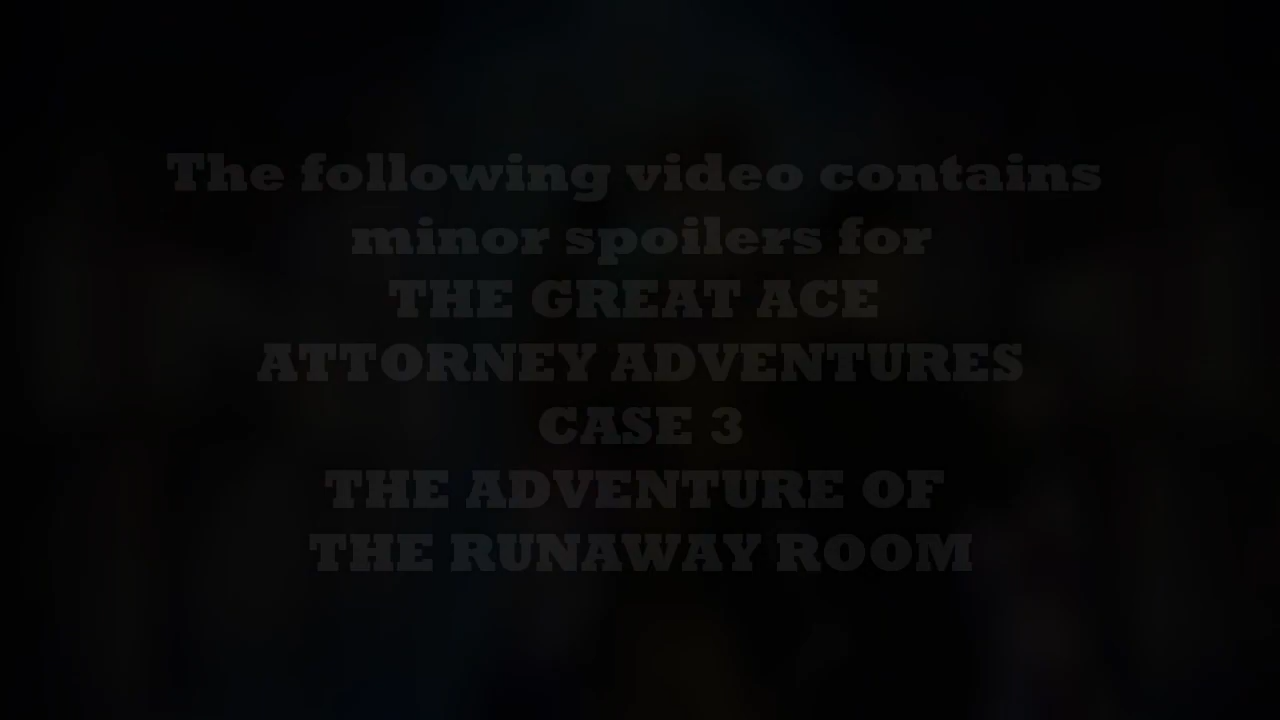 The following video contains
minor spoilers for
THE GREAT ACE
ATTORNEY ADVENTURES
CASE 3
THE ADVENTURE OF
THE RUNAWAY ROOM